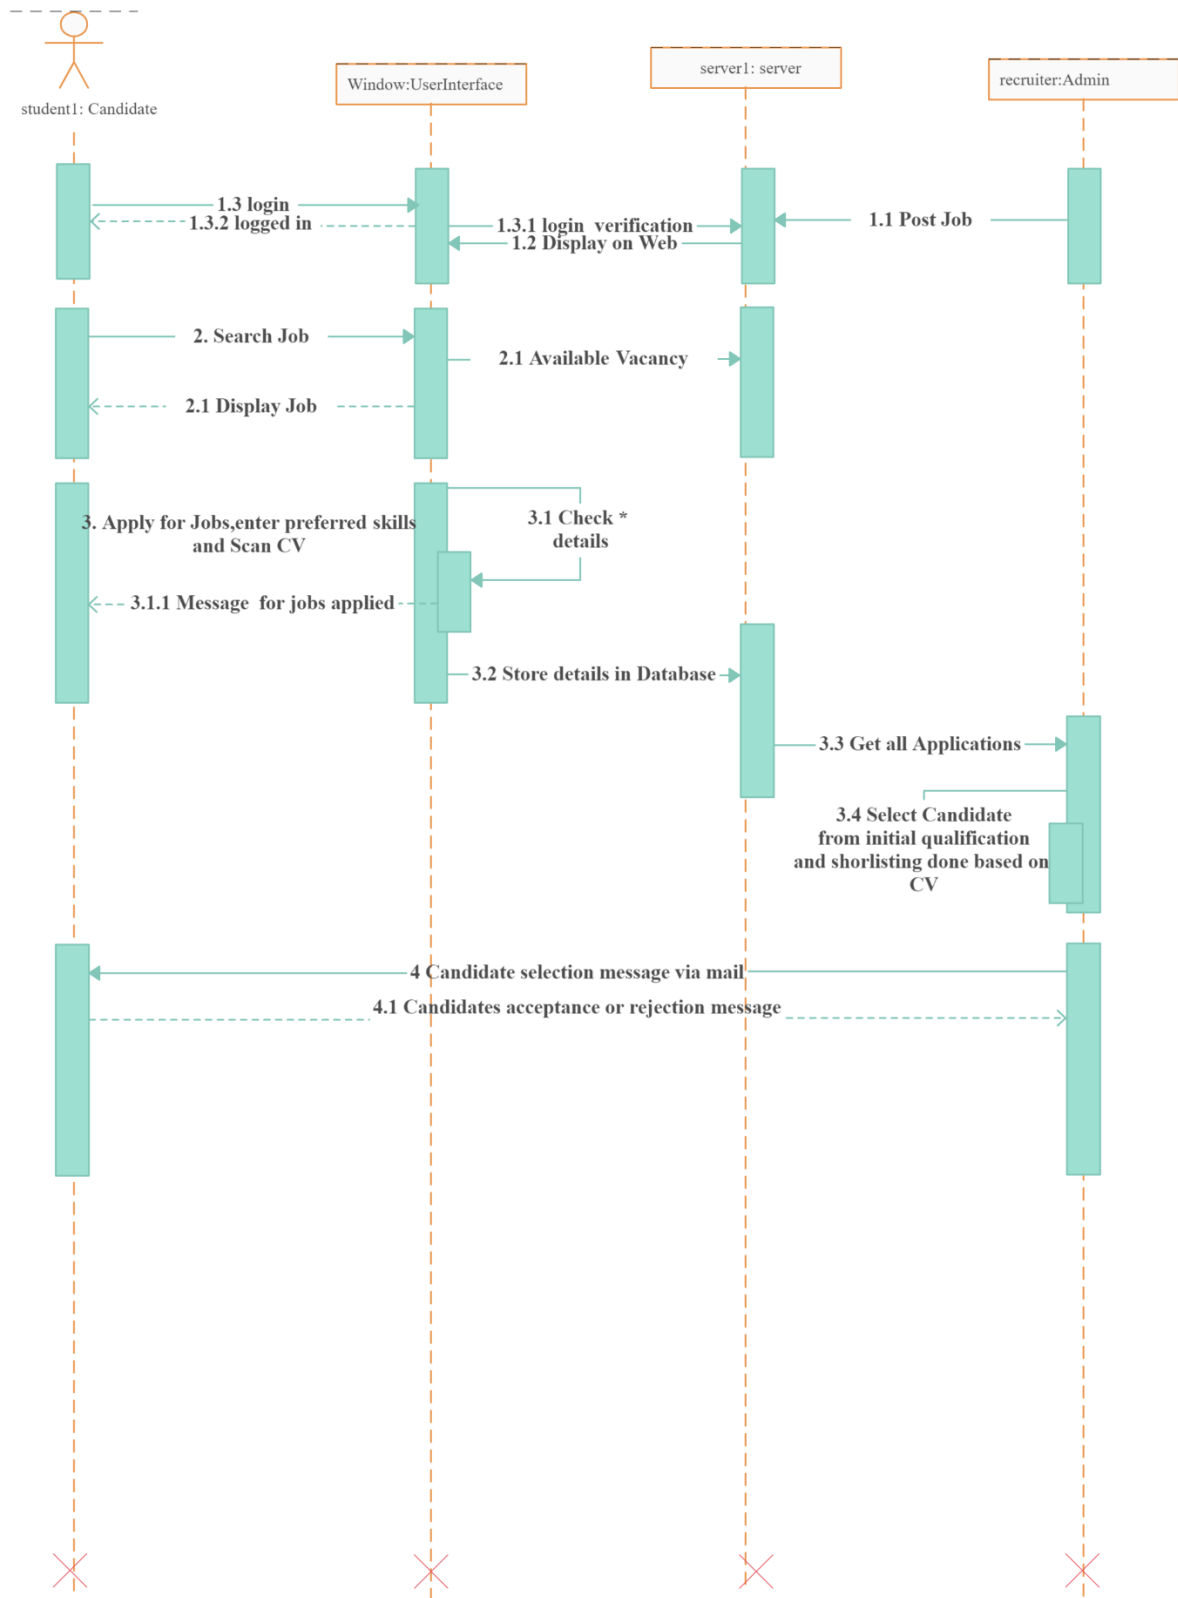 student1: Candidate
Window:UserInterface
server1: server
recruiter:Admin
1.3 login
1.3.2 logged in
1.3.1 login  verification
1.2 Display on Web
1.1 Post Job
2. Search Job
2.1 Available Vacancy
2.1 Display Job
3. Apply for Jobs,enter preferred skills
and Scan CV
3.1 Check *
details
3.1.1 Message  for jobs applied
3.2 Store details in Database
3.3 Get all Applications
3.4 Select Candidate
from initial qualification
and shorlisting done based on
CV
4 Candidate selection message via mail
4.1 Candidates acceptance or rejection message